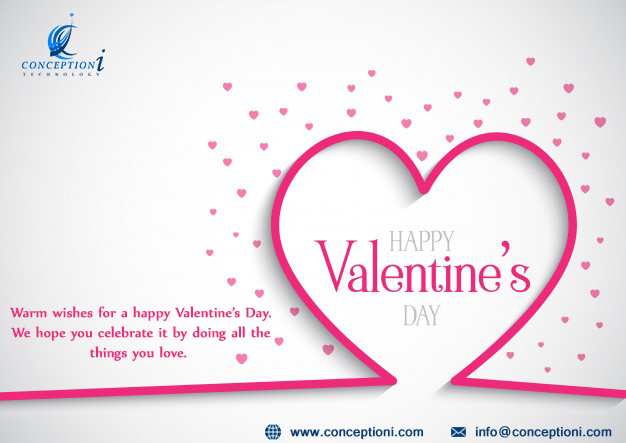 CONCEPTION i
TECHNOLOGY
HAPPY
Valentine's
DAY
Warm wishes for a happy Valentine's Day.
We hope you celebrate it by doing all the
things you love.
www.conceptioni.com info@conceptioni.com